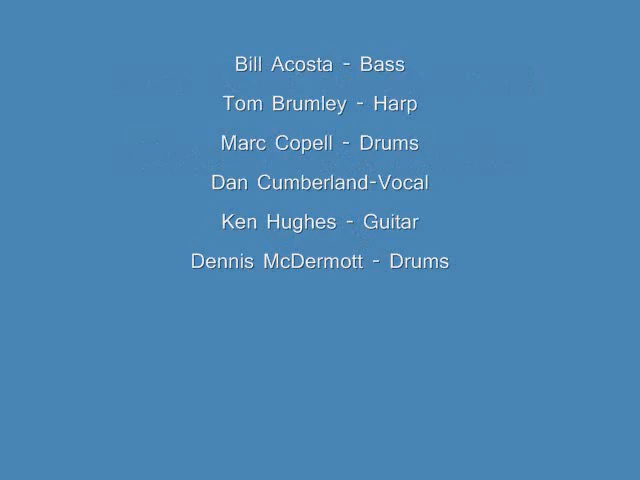 Bill Acosta - Bass
Tom Brumley - Harp
Marc Copell - Drums
Dan Cumberland-Vocal
Ken Hughes - Guitar
Dennis McDermott - Drums